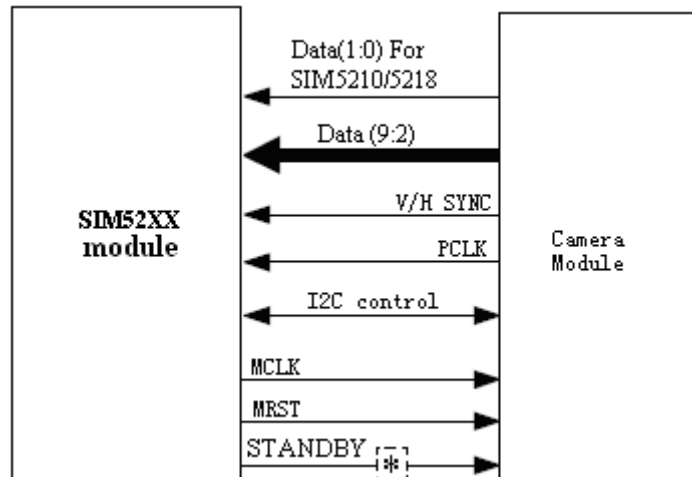 Data(1:0) For
SIM5210/5218
Data (9:2)
V/H SYNC
SIM52XX
module
PCLK
Camera
Module
I2C control
MCLK
MRST
STANDBY *